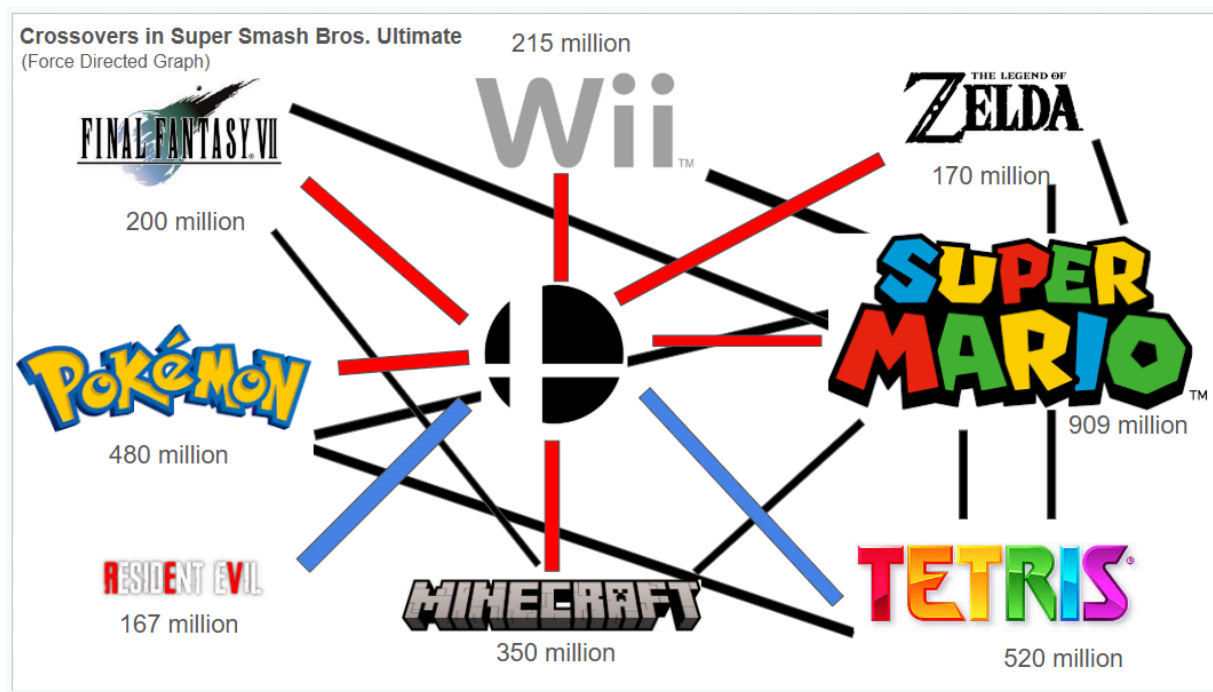 Crossovers in Super Smash Bros. Ultimate
(Force Directed Graph)
215 million
Wii™
THE LEGEND OF
ZELDA
170 million
FINAL FANTASY. VII
200 million
SUPER
MARIO™
909 million
POKéMON
480 million
RESIDENT EVIL
167 million
MINECRAFT
350 million
TETRIS®
520 million